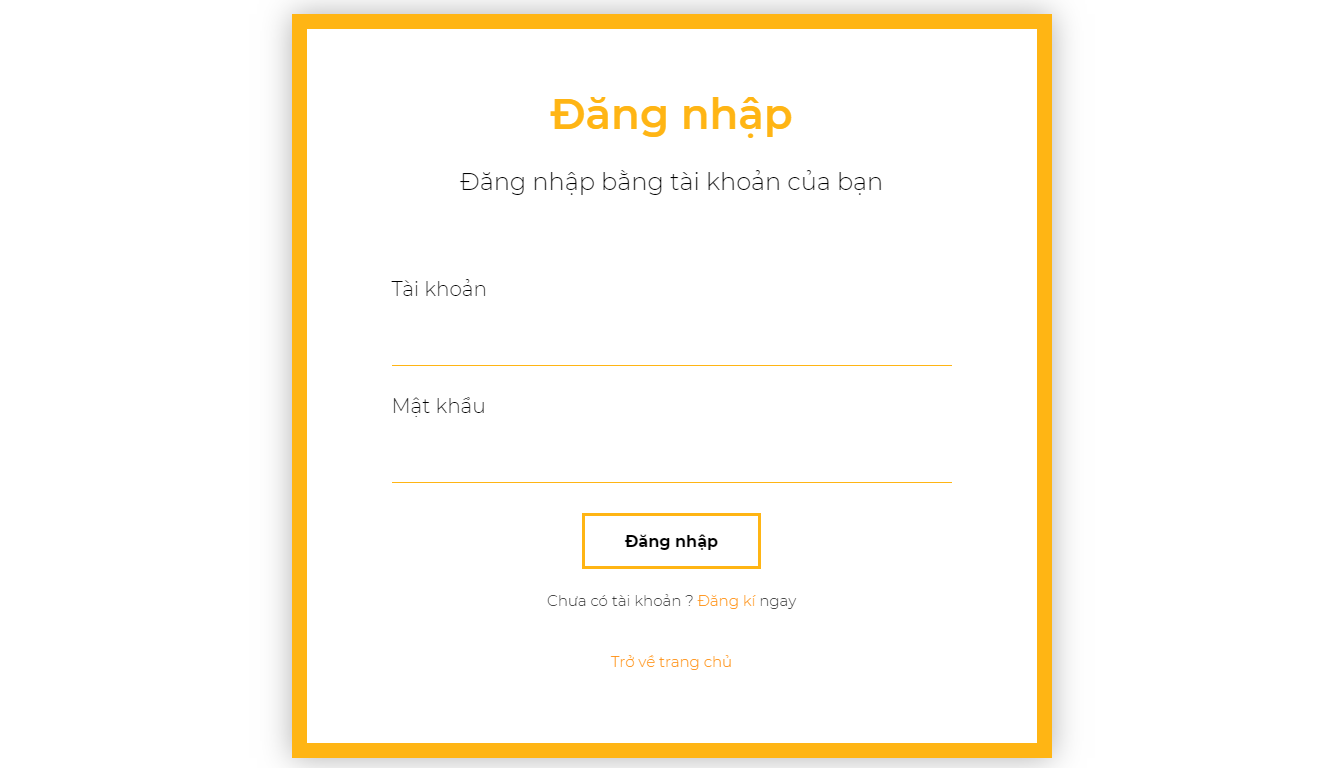 Đăng nhập
Đăng nhập bằng tài khoản của bạn
Tài khoản
Mật khẩu
Đăng nhập
Chưa có tài khoản ? Đăng kí ngay
Trở về trang chủ